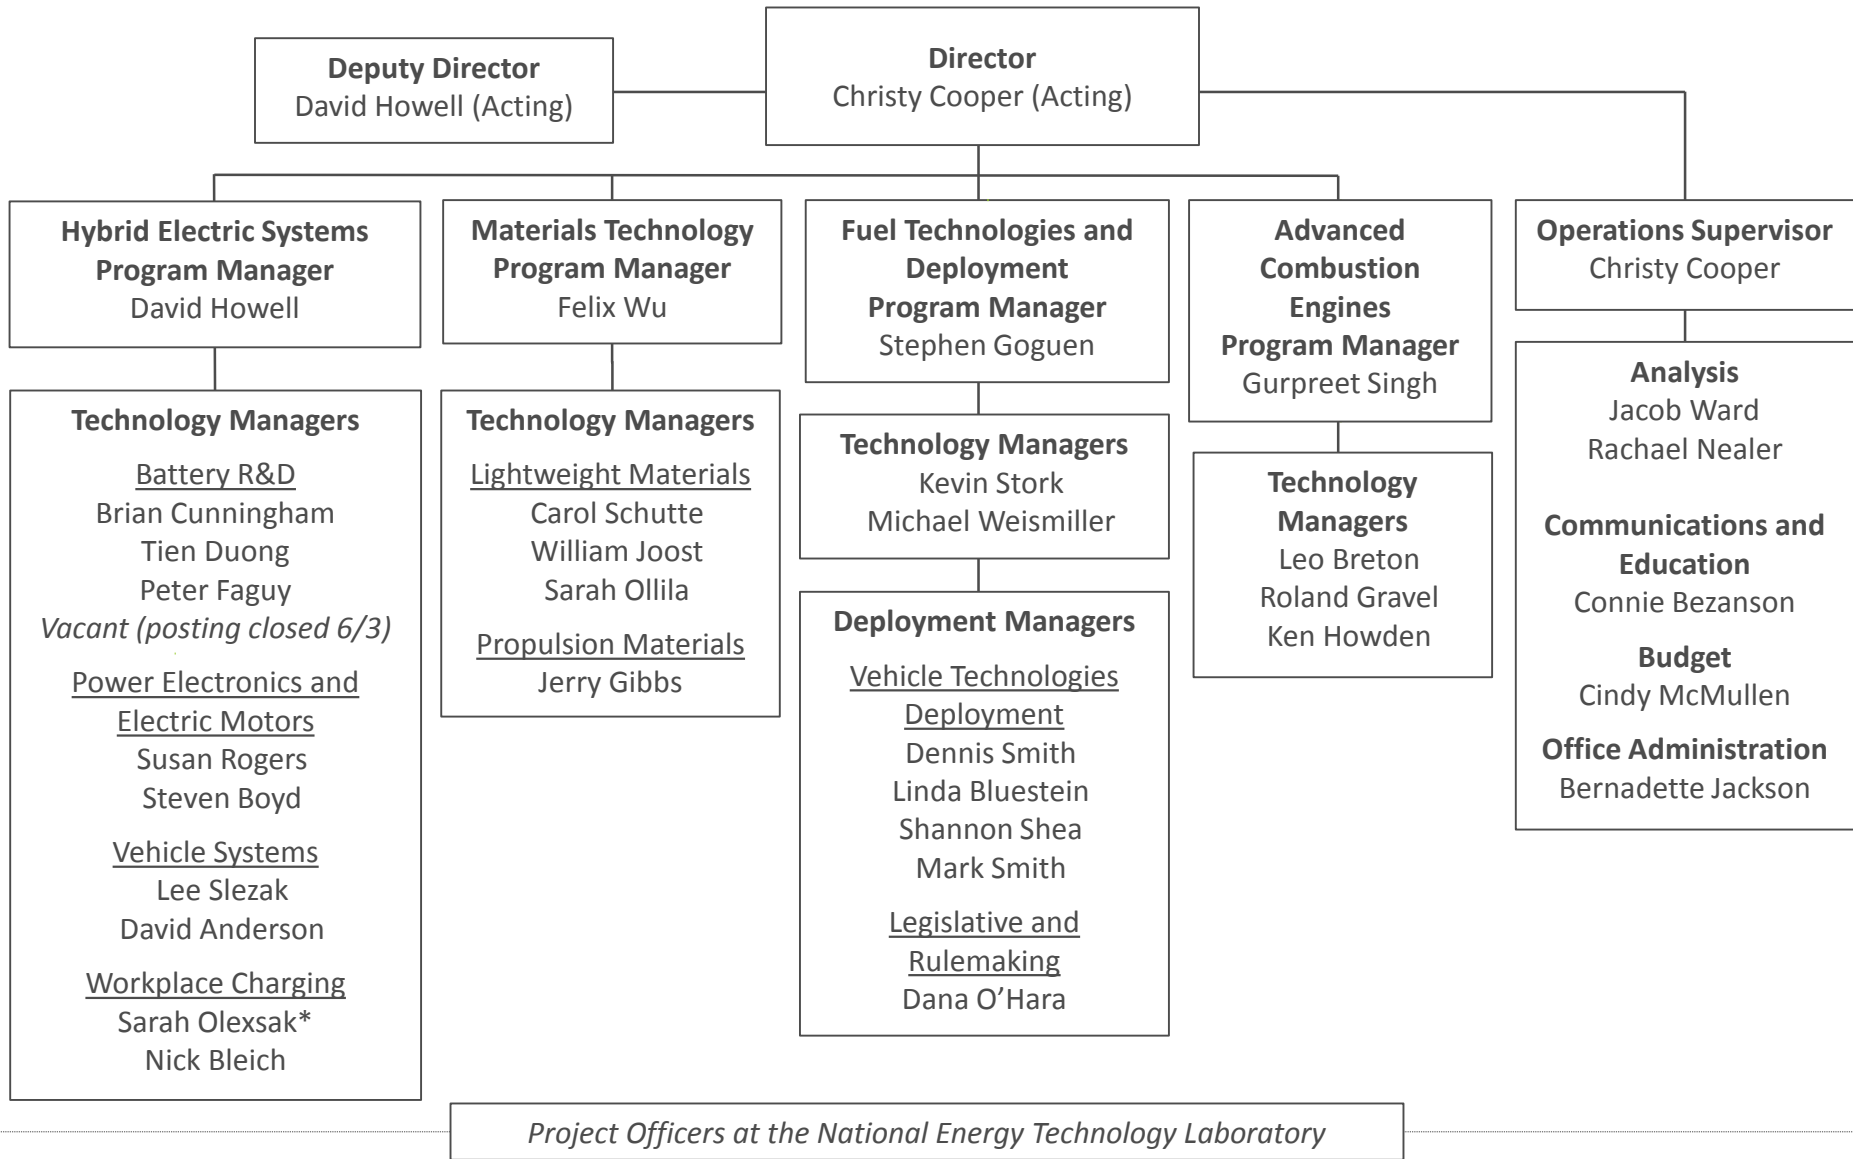 Deputy Director
David Howell (Acting)
Director
Christy Cooper (Acting)
Hybrid Electric Systems
Program Manager
David Howell
Materials Technology
Program Manager
Felix Wu
Fuel Technologies and
Deployment
Program Manager
Stephen Goguen
Advanced
Combustion
Engines
Program Manager
Gurpreet Singh
Operations Supervisor
Christy Cooper
Technology Managers
Battery R&D
Brian Cunningham
Tien Duong
Peter Faguy
Vacant (posting closed 6/3)
Power Electronics and
Electric Motors
Susan Rogers
Steven Boyd
Vehicle Systems
Lee Slezak
David Anderson
Workplace Charging
Sarah Olexsak*
Nick Bleich
Technology Managers
Lightweight Materials
Carol Schutte
William Joost
Sarah Ollila
Propulsion Materials
Jerry Gibbs
Technology Managers
Kevin Stork
Michael Weismiller
Deployment Managers
Vehicle Technologies
Deployment
Dennis Smith
Linda Bluestein
Shannon Shea
Mark Smith
Legislative and
Rulemaking
Dana O’Hara
Technology
Managers
Leo Breton
Roland Gravel
Ken Howden
Analysis
Jacob Ward
Rachael Nealer
Communications and
Education
Connie Bezanson
Budget
Cindy McMullen
Office Administration
Bernadette Jackson
Project Officers at the National Energy Technology Laboratory